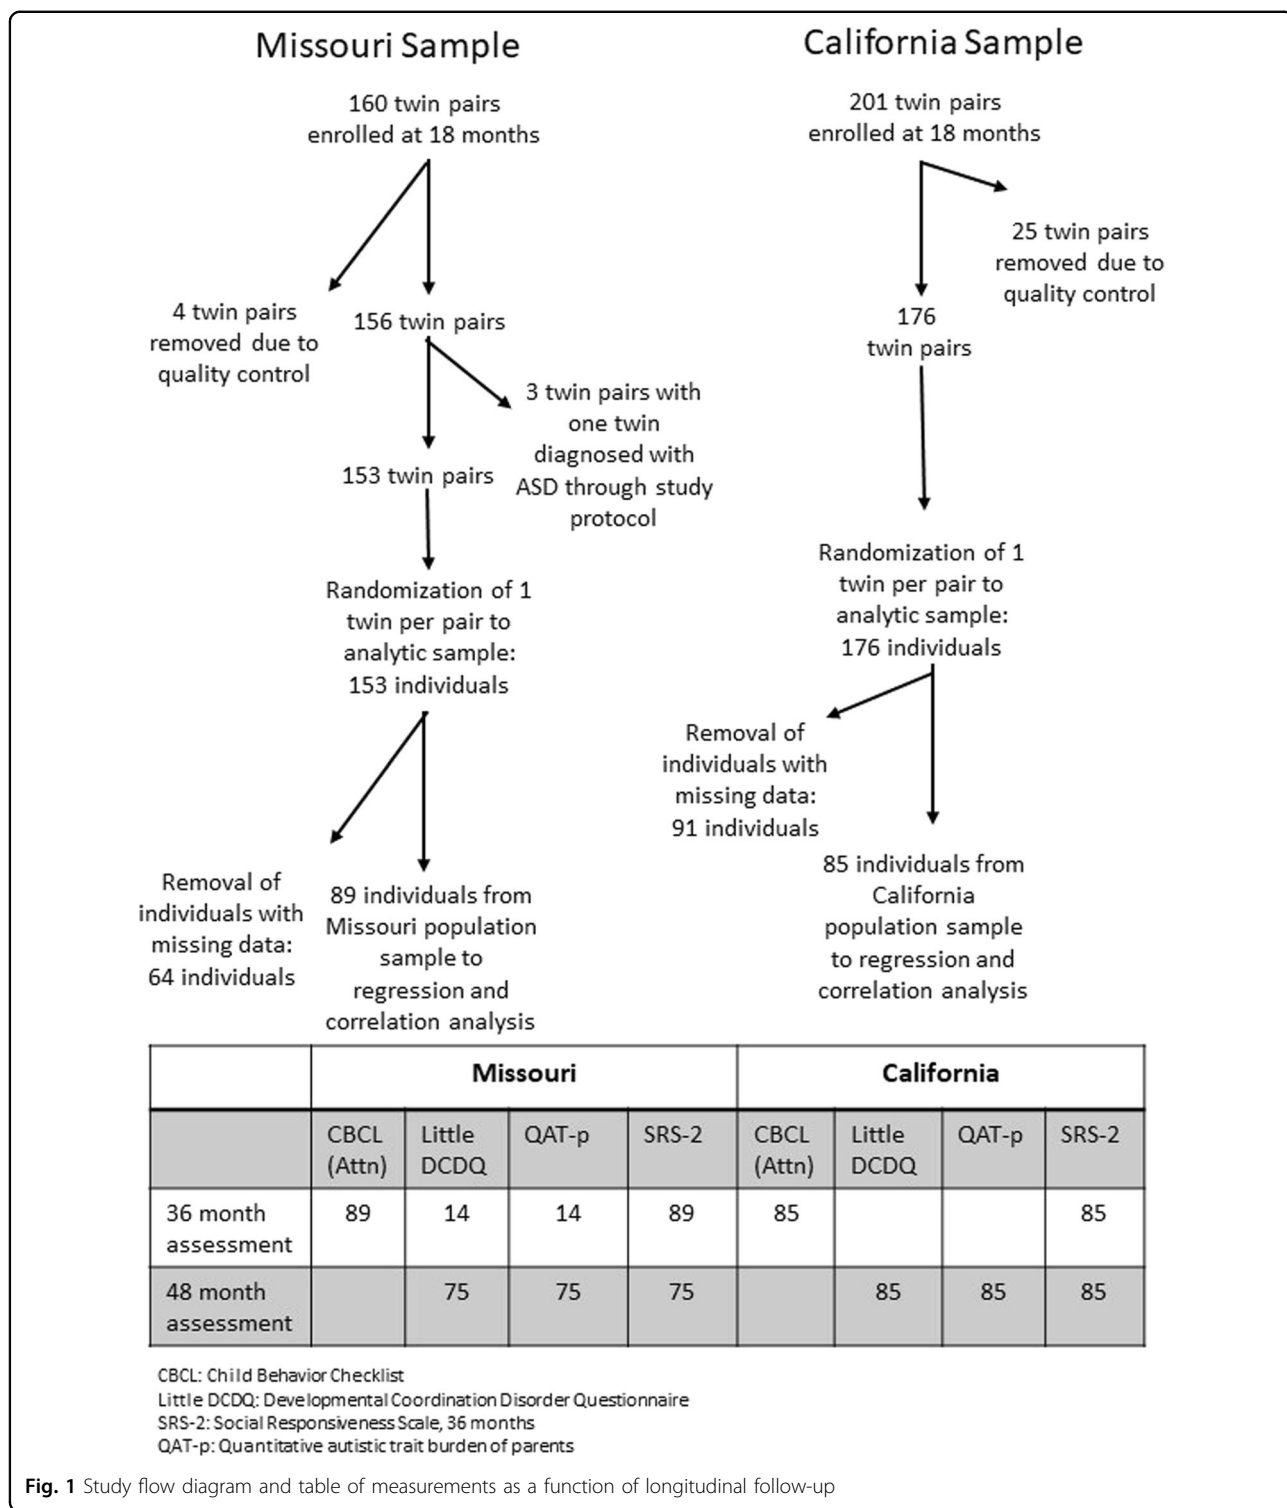 Missouri Sample
160 twin pairs
enrolled at 18 months
4 twin pairs
removed due to
quality control
156 twin pairs
3 twin pairs with
one twin
diagnosed with
ASD through study
protocol
153 twin pairs
Randomization of 1
twin per pair to
analytic sample:
153 individuals
Removal of
individuals with
missing data:
64 individuals
89 individuals from
Missouri population
sample to
regression and
correlation analysis
California Sample
201 twin pairs
enrolled at 18 months
25 twin pairs
removed due to
quality control
176
twin pairs
Randomization of 1
twin per pair to
analytic sample:
176 individuals
Removal of
individuals with
missing data:
91 individuals
85 individuals from
California
population sample
to regression and
correlation analysis
Missouri California
CBCL (Attn) Little DCDQ QAT-p SRS-2 CBCL (Attn) Little DCDQ QAT-p SRS-2
36 month assessment 89 14 14 89 85 85
48 month assessment 75 75 75 85 85 85
CBCL: Child Behavior Checklist
Little DCDQ: Developmental Coordination Disorder Questionnaire
SRS-2: Social Responsiveness Scale, 36 months
QAT-p: Quantitative autistic trait burden of parents
Fig. 1 Study flow diagram and table of measurements as a function of longitudinal follow-up